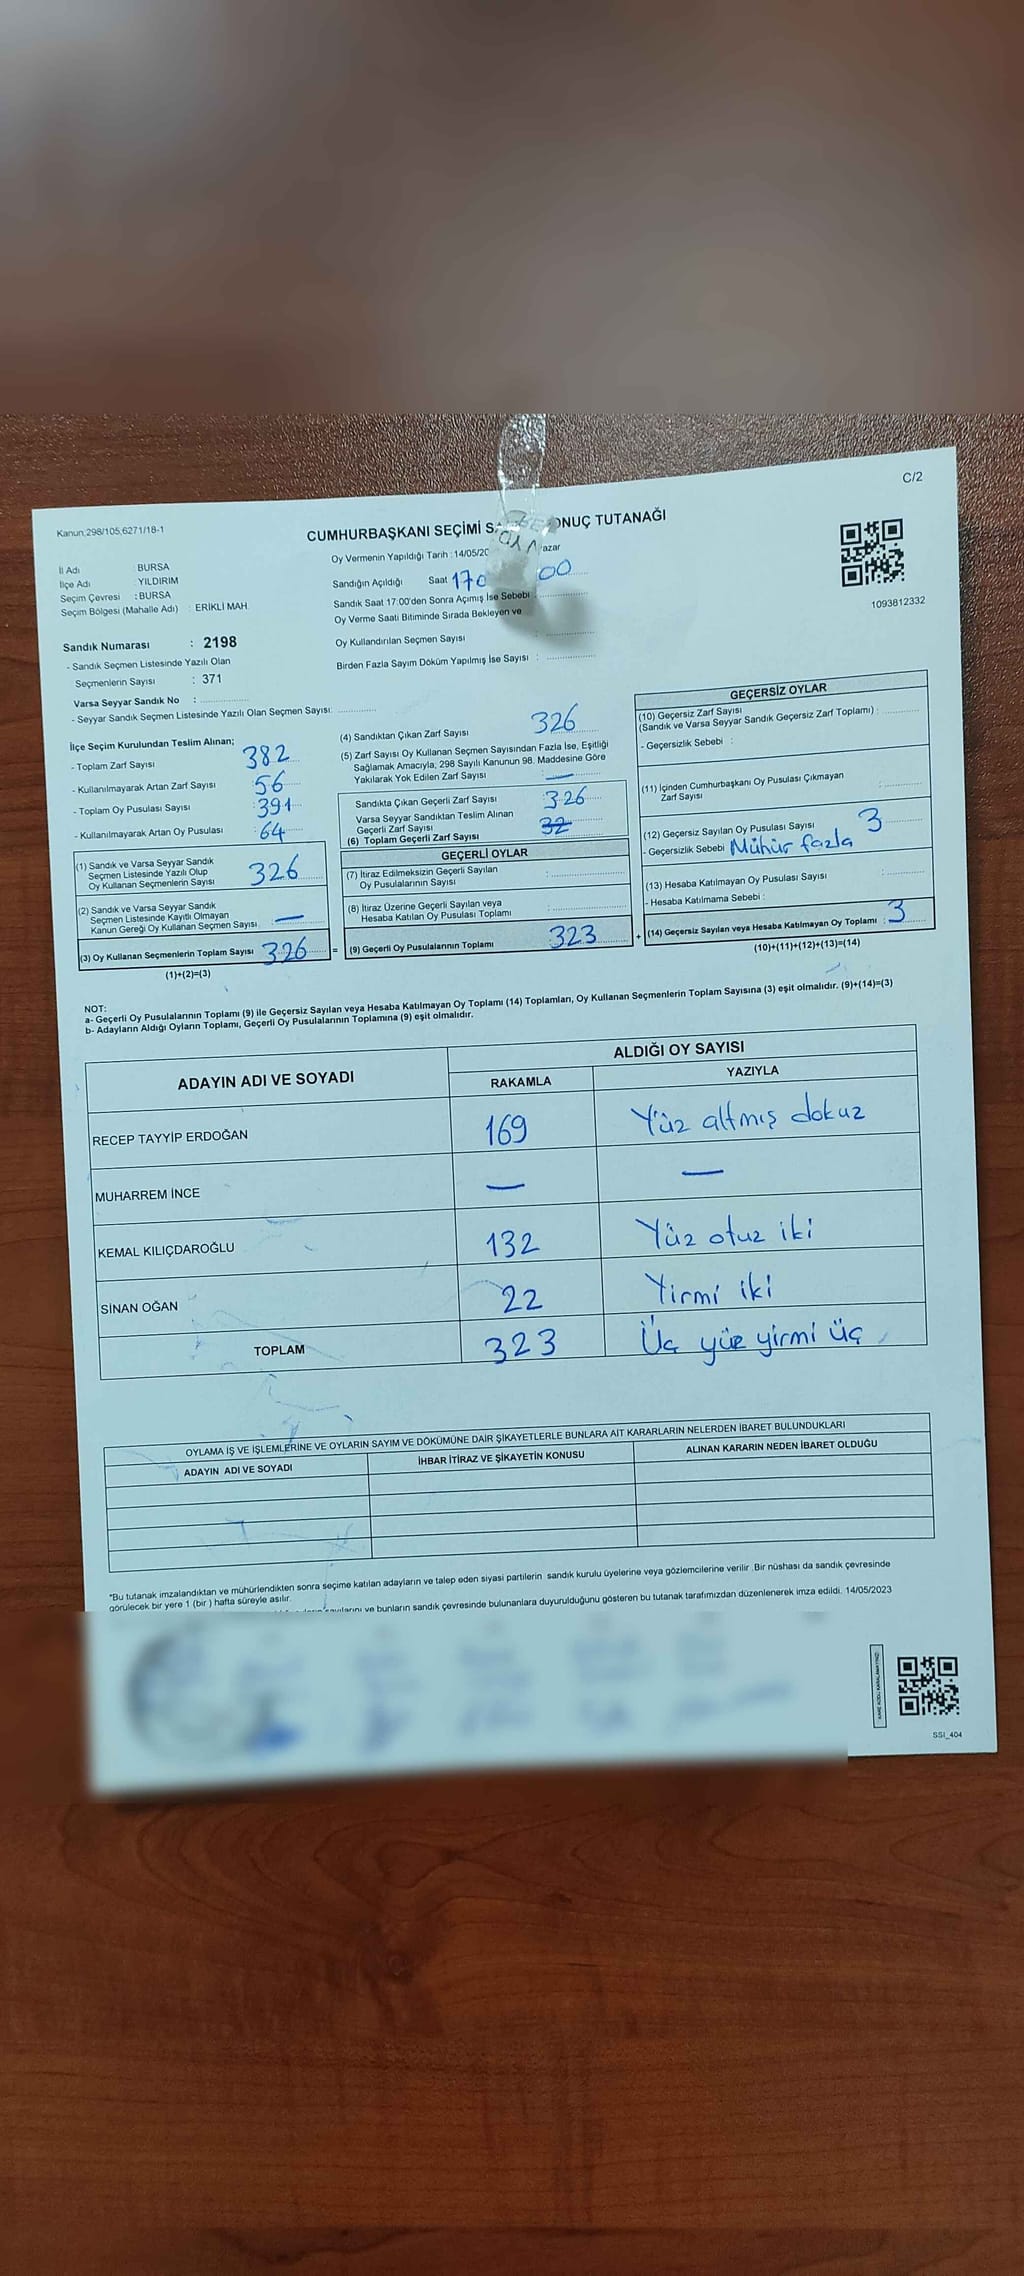 C/2
Kanun:298/105,6271/18-1
CUMHURBAŞKANI SEÇİMİ ONUÇ TUTANAĞI
İl Adı : BURSA
İlçe Adı : YILDIRIM
Seçim Çevresi : BURSA
Seçim Bölgesi (Mahalle Adı) : ERİKLİ MAH.
Oy Vermenin Yapıldığı Tarih : 14/05/20 azar
Sandığın Açıldığı Saat 170 00
Sandık Saat 17:00'den Sonra Açımış İse Sebebi :
Oy Verme Saati Bitiminde Sırada Bekleyen ve
Oy Kullandırılan Seçmen Sayısı :
Birden Fazla Sayım Döküm Yapılmış İse Sayısı :
1093812332
Sandık Numarası : 2198
- Sandık Seçmen Listesinde Yazılı Olan
Seçmenlerin Sayısı : 371
Varsa Seyyar Sandık No :
- Seyyar Sandık Seçmen Listesinde Yazılı Olan Seçmen Sayısı:
İlçe Seçim Kurulundan Teslim Alınan;
- Toplam Zarf Sayısı 382
- Kullanılmayarak Artan Zarf Sayısı 56
- Toplam Oy Pusulası Sayısı 391
- Kullanılmayarak Artan Oy Pusulası 64
(1) Sandık ve Varsa Seyyar Sandık
Seçmen Listesinde Yazılı Olup
Oy Kullanan Seçmenlerin Sayısı 326
(2) Sandık ve Varsa Seyyar Sandık
Seçmen Listesinde Kayıtlı Olmayan
Kanun Gereği Oy Kullanan Seçmen Sayısı —
(3) Oy Kullanan Seçmenlerin Toplam Sayısı 326 =
(1)+(2)=(3)
(4) Sandıktan Çıkan Zarf Sayısı 326
(5) Zarf Sayısı Oy Kullanan Seçmen Sayısından Fazla İse, Eşitliği
Sağlamak Amacıyla, 298 Sayılı Kanunun 98. Maddesine Göre
Yakılarak Yok Edilen Zarf Sayısı : —
Sandıkta Çıkan Geçerli Zarf Sayısı 326
Varsa Seyyar Sandıktan Teslim Alınan
Geçerli Zarf Sayısı 32
(6) Toplam Geçerli Zarf Sayısı
GEÇERLİ OYLAR
(7) İtiraz Edilmeksizin Geçerli Sayılan
Oy Pusulalarının Sayısı :
(8) İtiraz Üzerine Geçerli Sayılan veya
Hesaba Katılan Oy Pusulası Toplamı :
(9) Geçerli Oy Pusulalarının Toplamı 323 +
GEÇERSİZ OYLAR
(10) Geçersiz Zarf Sayısı
(Sandık ve Varsa Seyyar Sandık Geçersiz Zarf Toplamı) :
- Geçersizlik Sebebi :
(11) İçinden Cumhurbaşkanı Oy Pusulası Çıkmayan
Zarf Sayısı :
(12) Geçersiz Sayılan Oy Pusulası Sayısı : 3
- Geçersizlik Sebebi Mühür fazla
(13) Hesaba Katılmayan Oy Pusulası Sayısı :
- Hesaba Katılmama Sebebi :
(14) Geçersiz Sayılan veya Hesaba Katılmayan Oy Toplamı : 3
(10)+(11)+(12)+(13)=(14)
NOT:
a- Geçerli Oy Pusulalarının Toplamı (9) ile Geçersiz Sayılan veya Hesaba Katılmayan Oy Toplamı (14) Toplamları, Oy Kullanan Seçmenlerin Toplam Sayısına (3) eşit olmalıdır. (9)+(14)=(3)
b- Adayların Aldığı Oyların Toplamı, Geçerli Oy Pusulalarının Toplamına (9) eşit olmalıdır.
ADAYIN ADI VE SOYADI ALDIĞI OY SAYISI
RAKAMLA YAZIYLA
RECEP TAYYİP ERDOĞAN 169 Yüz altmış dokuz
MUHARREM İNCE — —
KEMAL KILIÇDAROĞLU 132 Yüz otuz iki
SİNAN OĞAN 22 Yirmi iki
TOPLAM 323 Üç yüz yirmi üç
OYLAMA İŞ VE İŞLEMLERİNE VE OYLARIN SAYIM VE DÖKÜMÜNE DAİR ŞİKAYETLERLE BUNLARA AİT KARARLARIN NELERDEN İBARET BULUNDUKLARI
ADAYIN ADI VE SOYADI İHBAR İTİRAZ VE ŞİKAYETİN KONUSU ALINAN KARARIN NEDEN İBARET OLDUĞU
*Bu tutanak imzalandıktan ve mühürlendikten sonra seçime katılan adayların ve talep eden siyasi partilerin sandık kurulu üyelerine veya gözlemcilerine verilir. Bir nüshası da sandık çevresinde
görülecek bir yere 1 (bir ) hafta süreyle asılır.
ve bunların sandık çevresinde bulunanlara duyurulduğunu gösteren bu tutanak tarafımızdan düzenlenerek imza edildi. 14/05/2023
SSİ_404